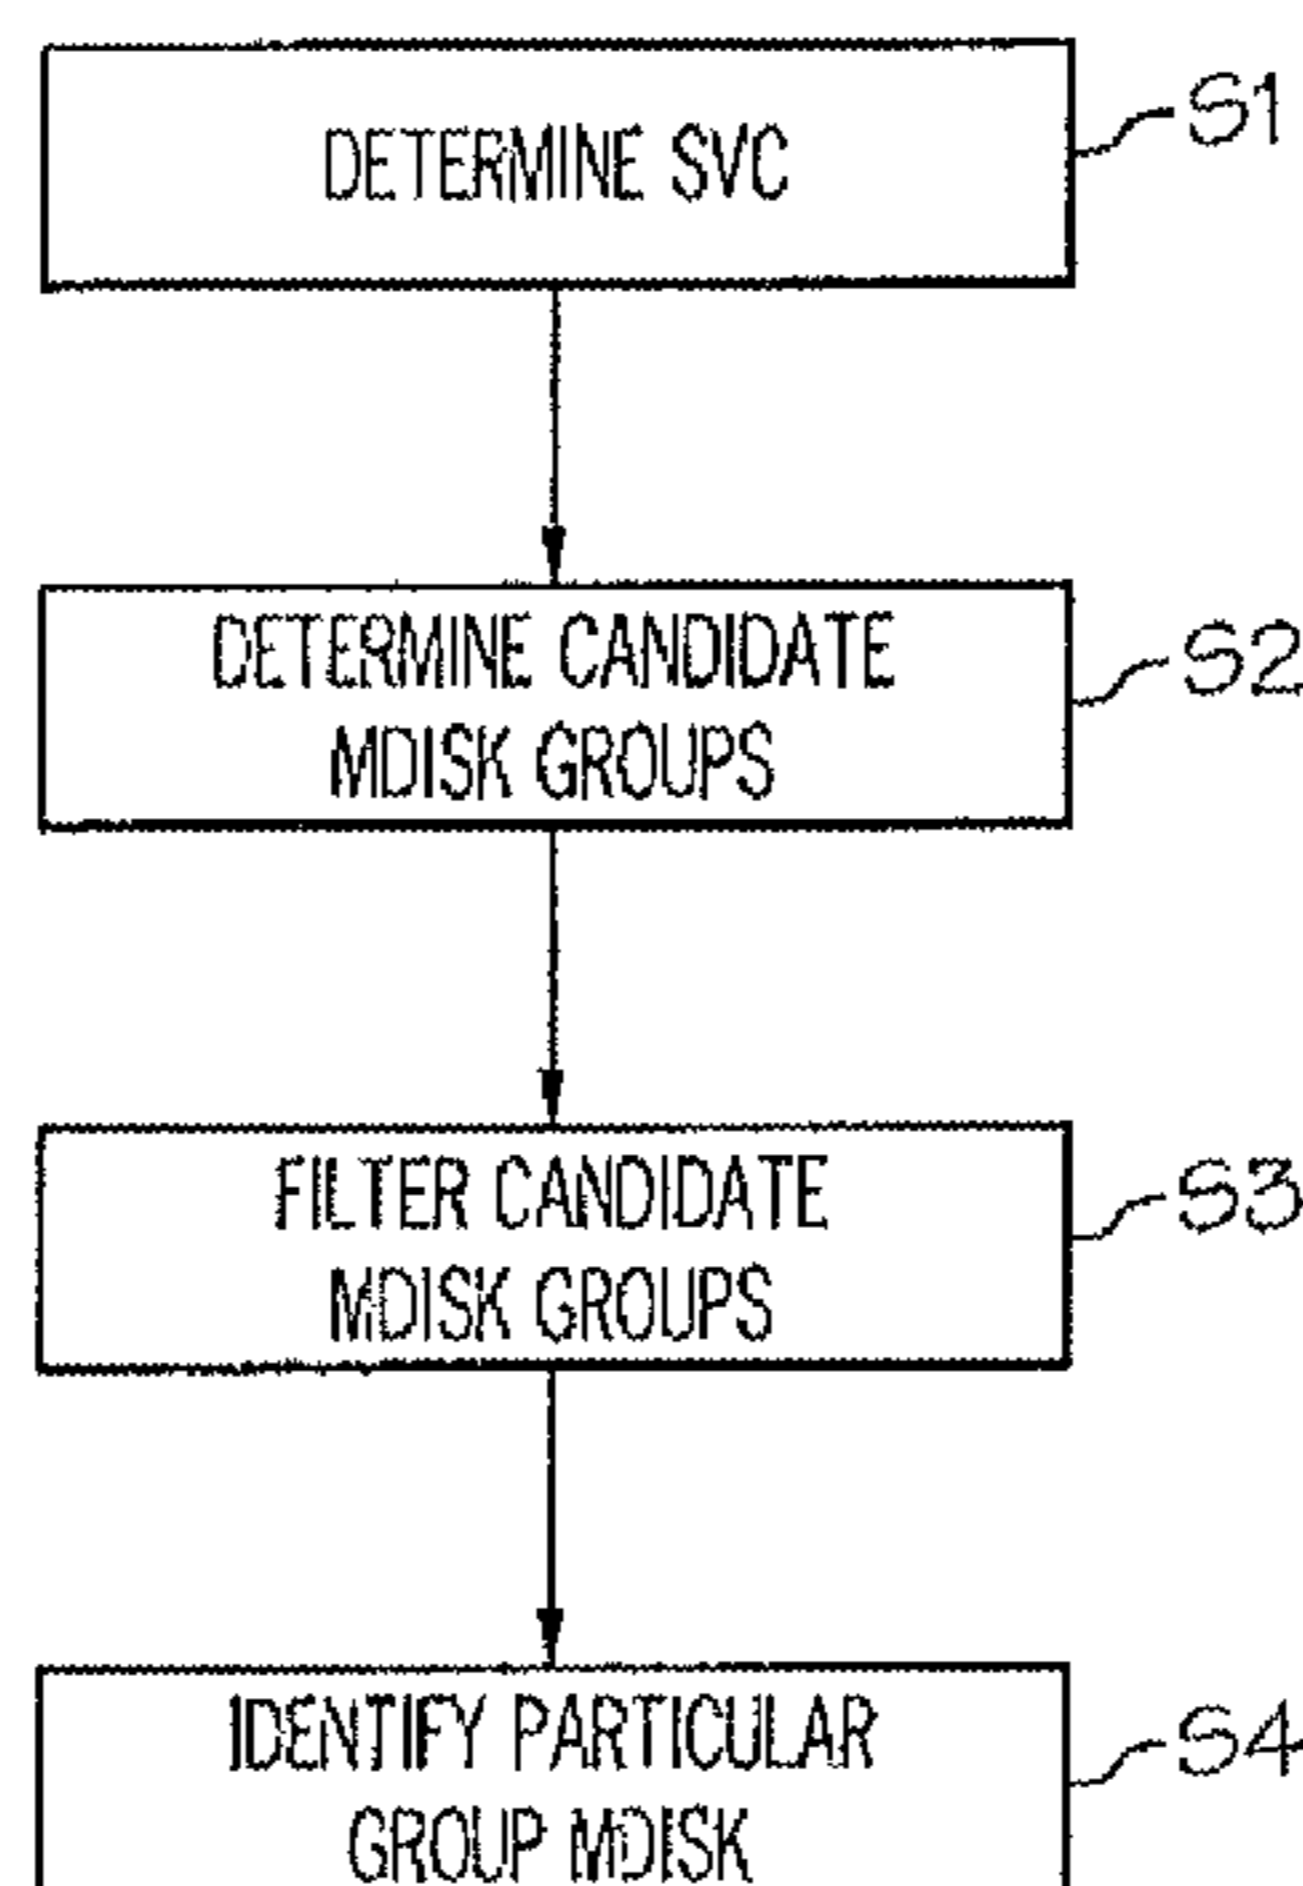 DETERMINE SVC
S1
DETERMINE CANDIDATE
MDISK GROUPS
S2
FILTER CANDIDATE
MDISK GROUPS
S3
IDENTIFY PARTICULAR
GROUP MDISK
S4